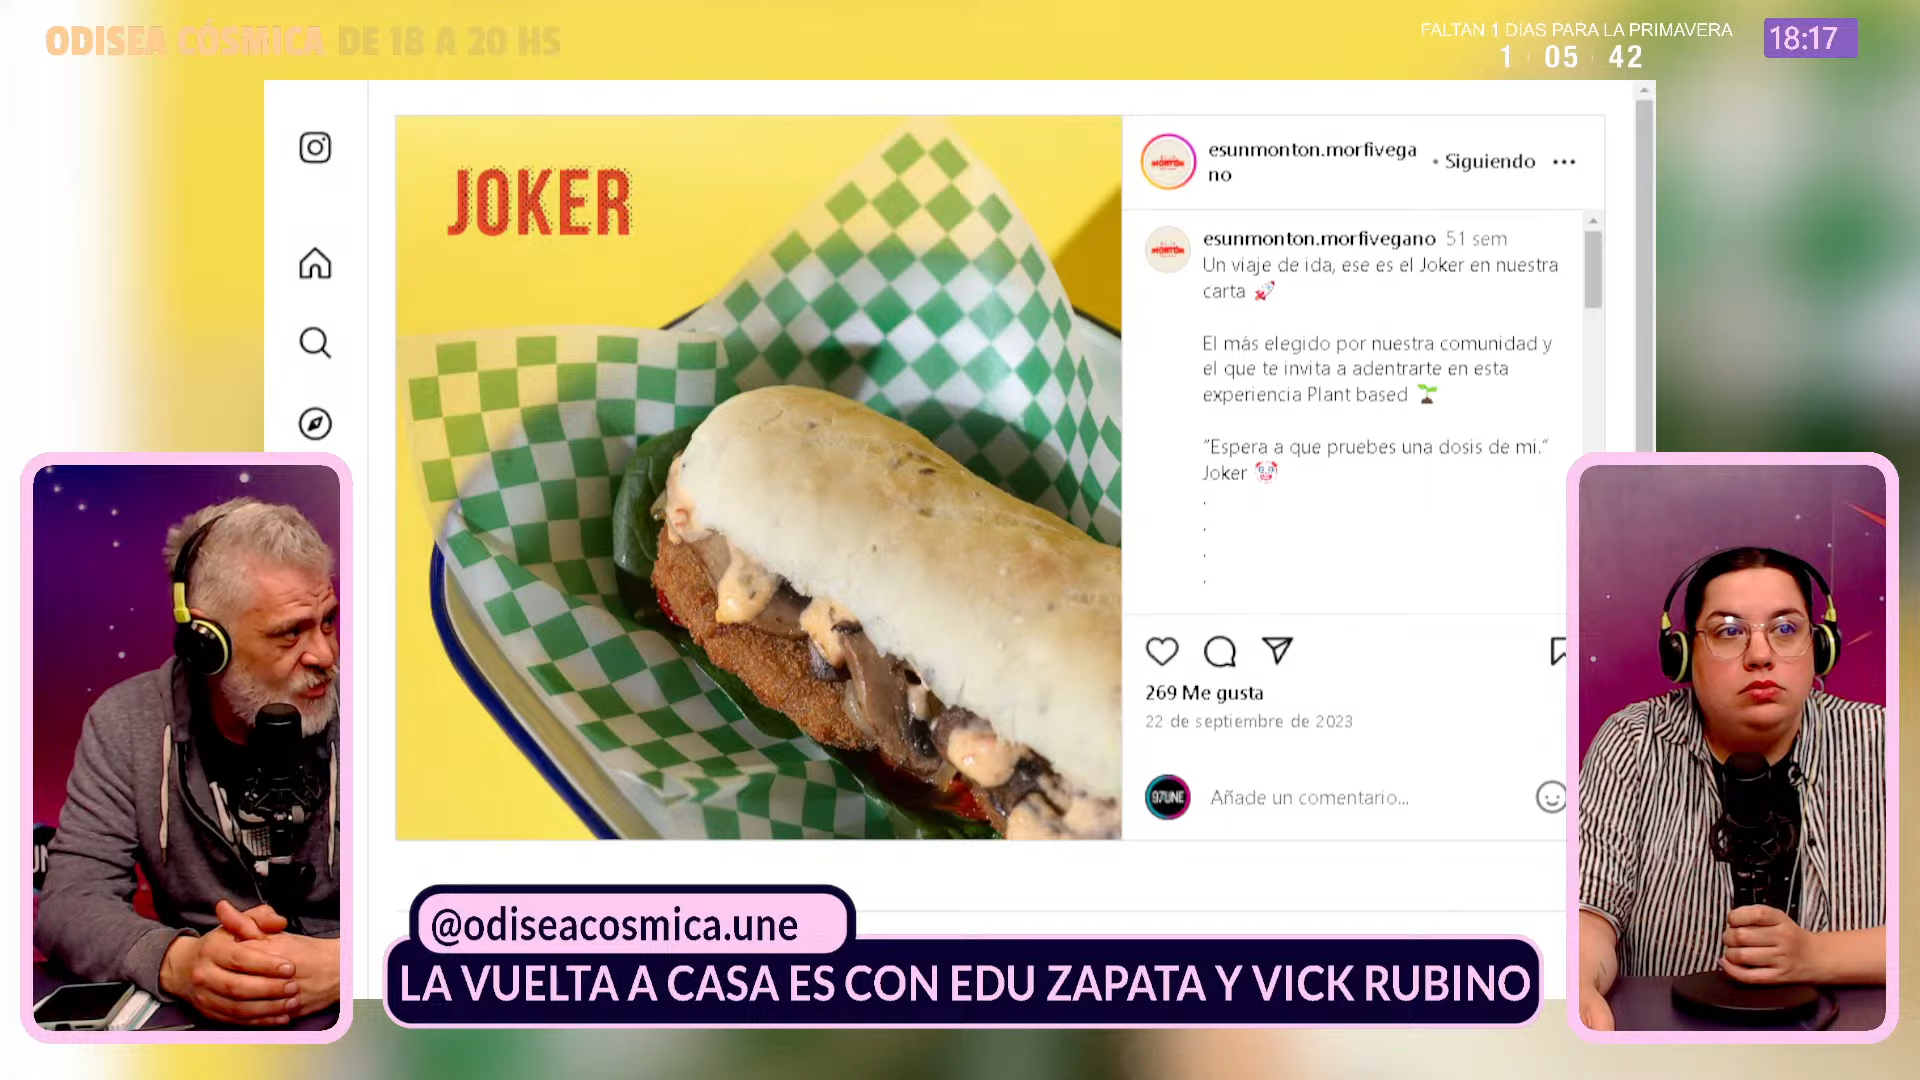 ODISEA CÓSMICA DE 18 A 20 HS
FALTAN 1 DÍAS PARA LA PRIMAVERA
1 05 42
18:17
JOKER
esunmonton.morfivega
no
• Siguiendo •••
esunmonton.morfivegano 51 sem
Un viaje de ida, ese es el Joker en nuestra
carta 🚀
El más elegido por nuestra comunidad y
el que te invita a adentrarte en esta
experiencia Plant based 🌱
"Espera a que pruebes una dosis de mi."
Joker 🤡
.
.
.
.
269 Me gusta
22 de septiembre de 2023
97UNE
Añade un comentario...
@odiseacosmica.une
LA VUELTA A CASA ES CON EDU ZAPATA Y VICK RUBINO